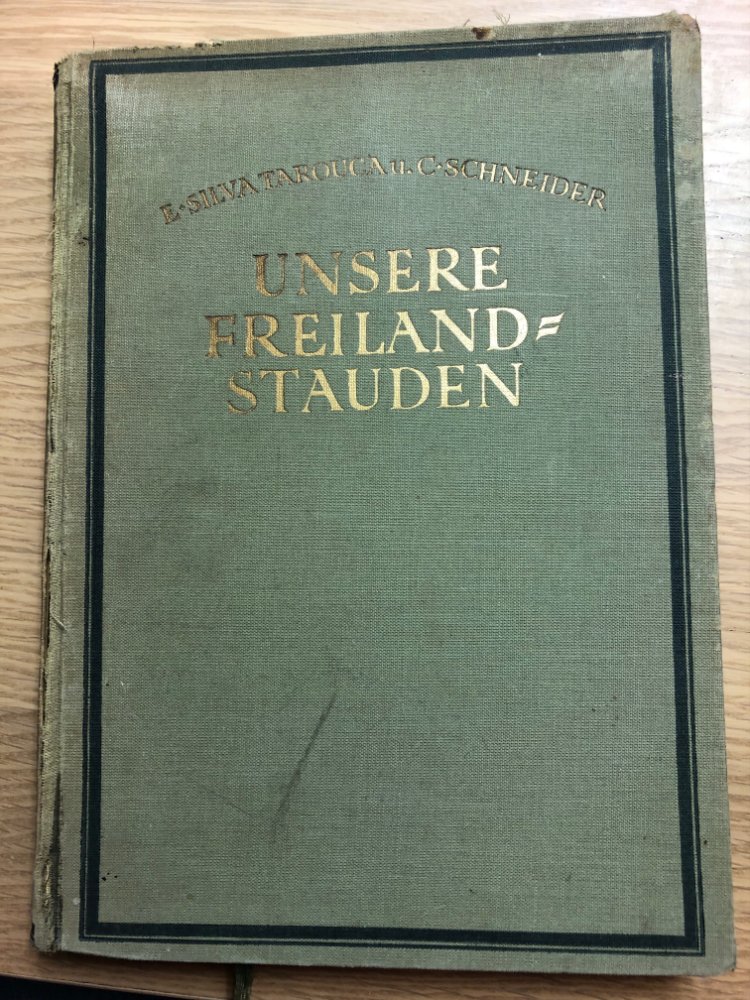 E·SILVA TAROUCA u. C·SCHNEIDER
UNSERE
FREILAND=
STAUDEN